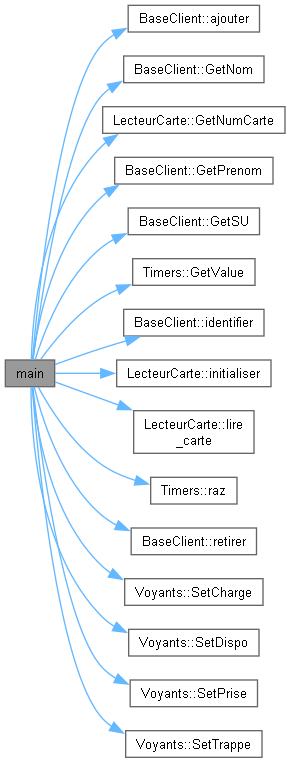 BaseClient::ajouter
BaseClient::GetNom
LecteurCarte::GetNumCarte
BaseClient::GetPrenom
BaseClient::GetSU
Timers::GetValue
BaseClient::identifier
main
LecteurCarte::initialiser
LecteurCarte::lire
_carte
Timers::raz
BaseClient::retirer
Voyants::SetCharge
Voyants::SetDispo
Voyants::SetPrise
Voyants::SetTrappe